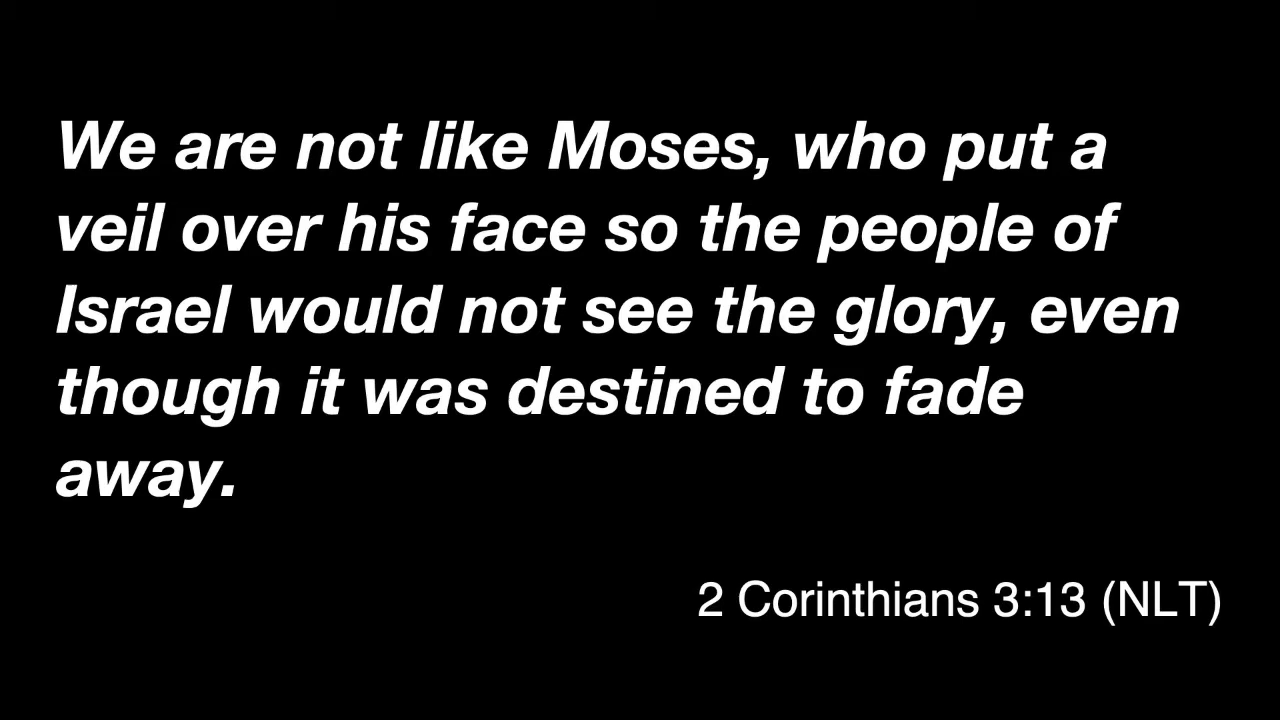 We are not like Moses, who put a
veil over his face so the people of
Israel would not see the glory, even
though it was destined to fade
away.
2 Corinthians 3:13 (NLT)